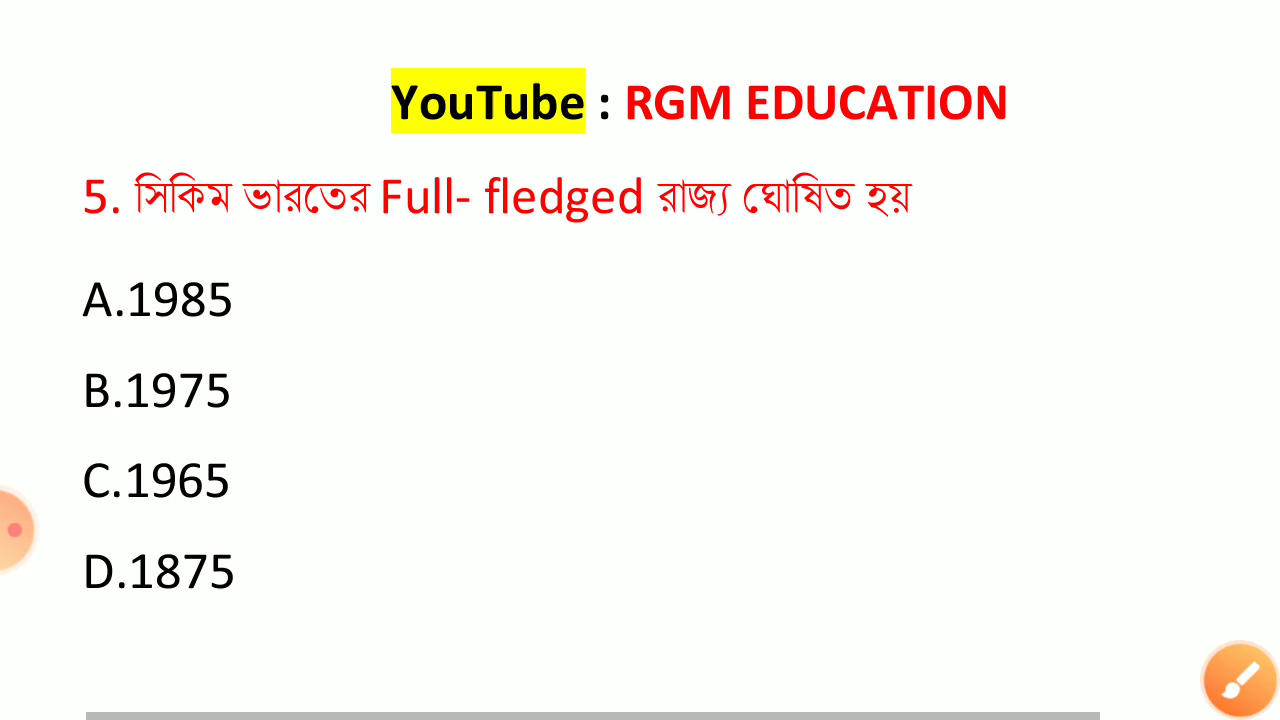 YouTube : RGM EDUCATION
5. সিকিম ভারতের Full- fledged রাজ্য ঘোষিত হয়
A.1985
B.1975
C.1965
D.1875